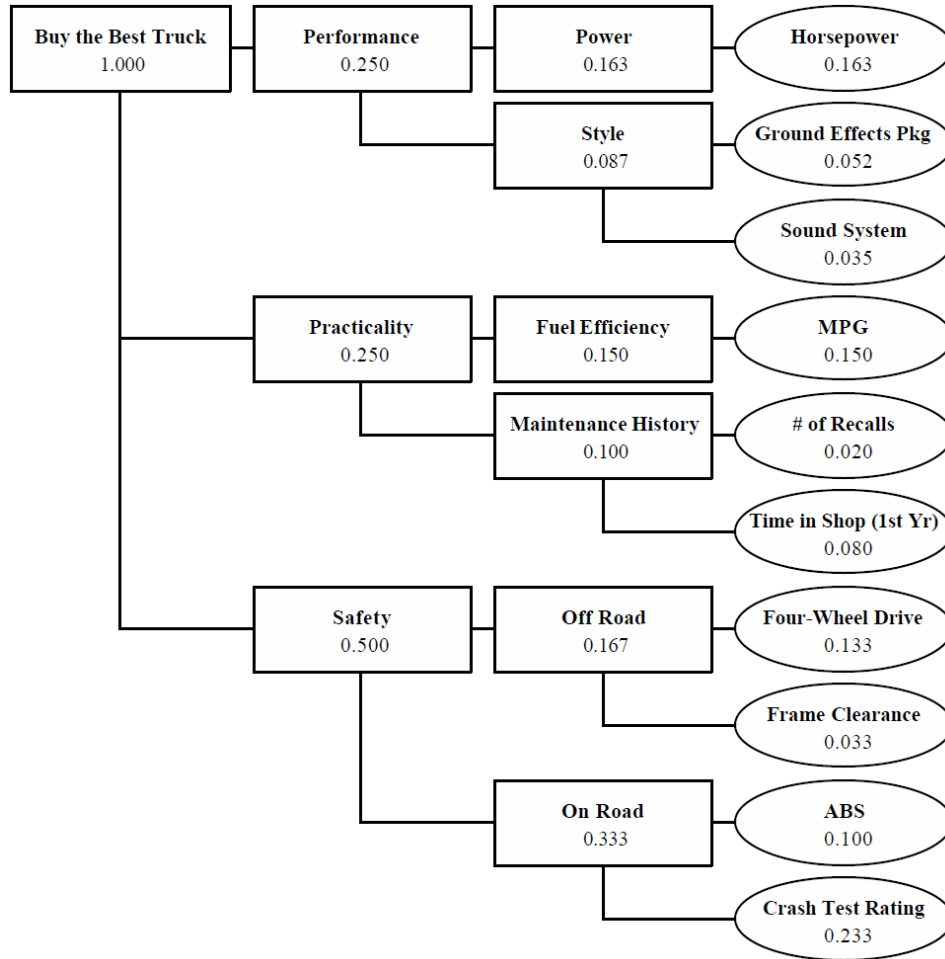 Buy the Best Truck
1.000
Performance
0.250
Power
0.163
Horsepower
0.163
Style
0.087
Ground Effects Pkg
0.052
Sound System
0.035
Practicality
0.250
Fuel Efficiency
0.150
MPG
0.150
Maintenance History
0.100
# of Recalls
0.020
Time in Shop (1st Yr)
0.080
Safety
0.500
Off Road
0.167
Four-Wheel Drive
0.133
Frame Clearance
0.033
On Road
0.333
ABS
0.100
Crash Test Rating
0.233